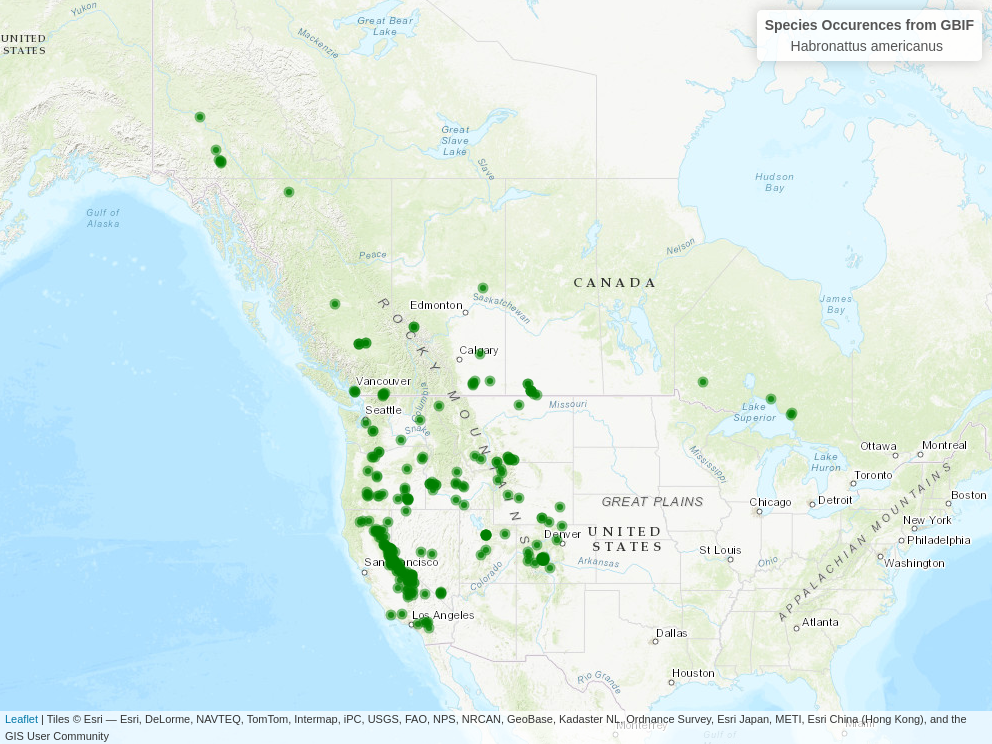 Species Occurences from GBIF
Habronattus americanus
Yukon
Great Bear
Lake
Mackenzie
UNITED
STATES
Great
Slave
Lake
Slave
Hudson
Bay
Gulf of
Alaska
Peace
Nelson
CANADA
James
Bay
Edmonton
Saskatchewan
ROCKY MOUNTAINS
Calgary
Vancouver
Columbia
Seattle
Snake
Missouri
Lake
Superior
Mississippi
Ottawa
Montreal
Lake
Huron
Toronto
GREAT PLAINS
Chicago
Detroit
Boston
New York
Philadelphia
APPALACHIAN MOUNTAINS
Denver
UNITED
STATES
St Louis
Ohio
Washington
San Francisco
Colorado
Arkansas
Los Angeles
Atlanta
Dallas
Houston
Rio Grande
Monterrey
Miami
Gulf of
Leaflet | Tiles © Esri — Esri, DeLorme, NAVTEQ, TomTom, Intermap, iPC, USGS, FAO, NPS, NRCAN, GeoBase, Kadaster NL, Ordnance Survey, Esri Japan, METI, Esri China (Hong Kong), and the
GIS User Community